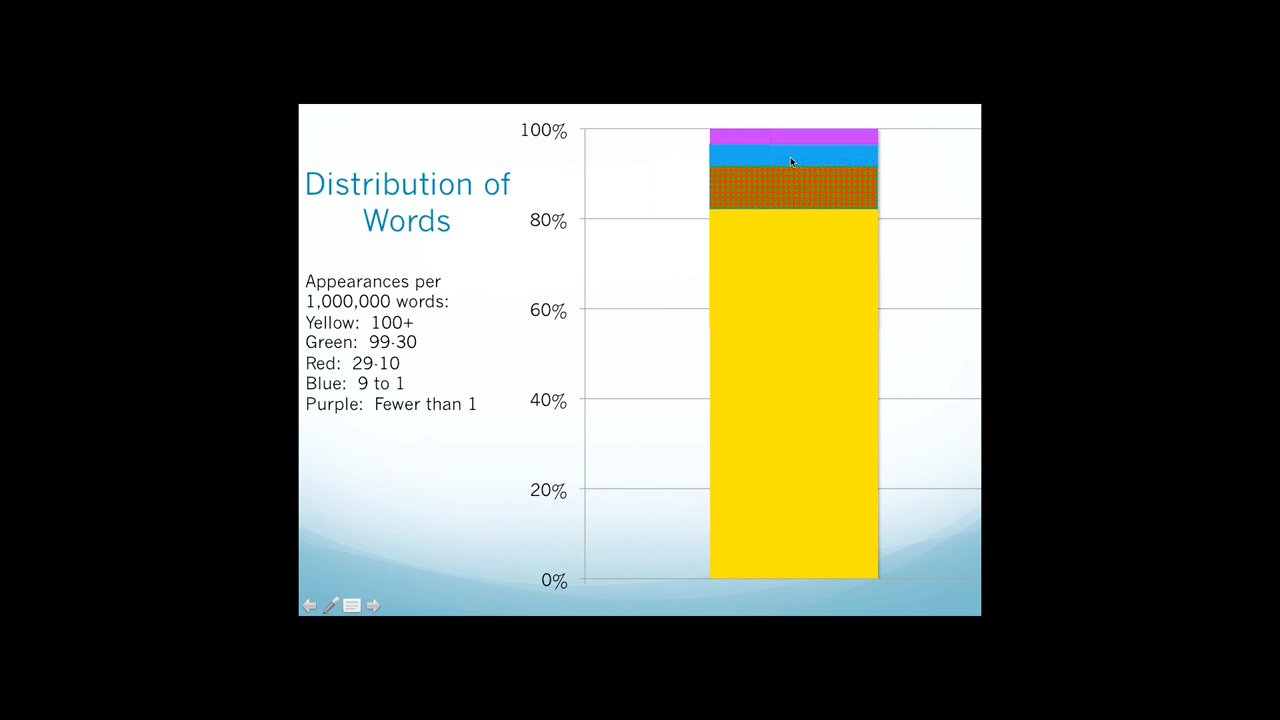 Distribution of
Words
Appearances per
1,000,000 words:
Yellow: 100+
Green: 99-30
Red: 29-10
Blue: 9 to 1
Purple: Fewer than 1
100%
80%
60%
40%
20%
0%